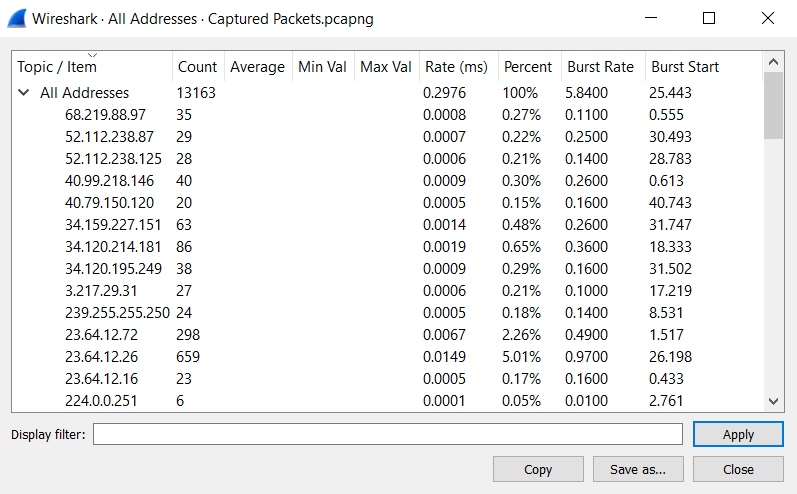 Wireshark · All Addresses · Captured Packets.pcapng
Topic / Item Count Average Min Val Max Val Rate (ms) Percent Burst Rate Burst Start
All Addresses 13163 0.2976 100% 5.8400 25.443
68.219.88.97 35 0.0008 0.27% 0.1100 0.555
52.112.238.87 29 0.0007 0.22% 0.2500 30.493
52.112.238.125 28 0.0006 0.21% 0.1400 28.783
40.99.218.146 40 0.0009 0.30% 0.2600 0.613
40.79.150.120 20 0.0005 0.15% 0.1600 40.743
34.159.227.151 63 0.0014 0.48% 0.2600 31.747
34.120.214.181 86 0.0019 0.65% 0.3600 18.333
34.120.195.249 38 0.0009 0.29% 0.1600 31.502
3.217.29.31 27 0.0006 0.21% 0.1000 17.219
239.255.255.250 24 0.0005 0.18% 0.1400 8.531
23.64.12.72 298 0.0067 2.26% 0.4900 1.517
23.64.12.26 659 0.0149 5.01% 0.9700 26.198
23.64.12.16 23 0.0005 0.17% 0.1600 0.433
224.0.0.251 6 0.0001 0.05% 0.0100 2.761
Display filter: Apply
Copy Save as... Close